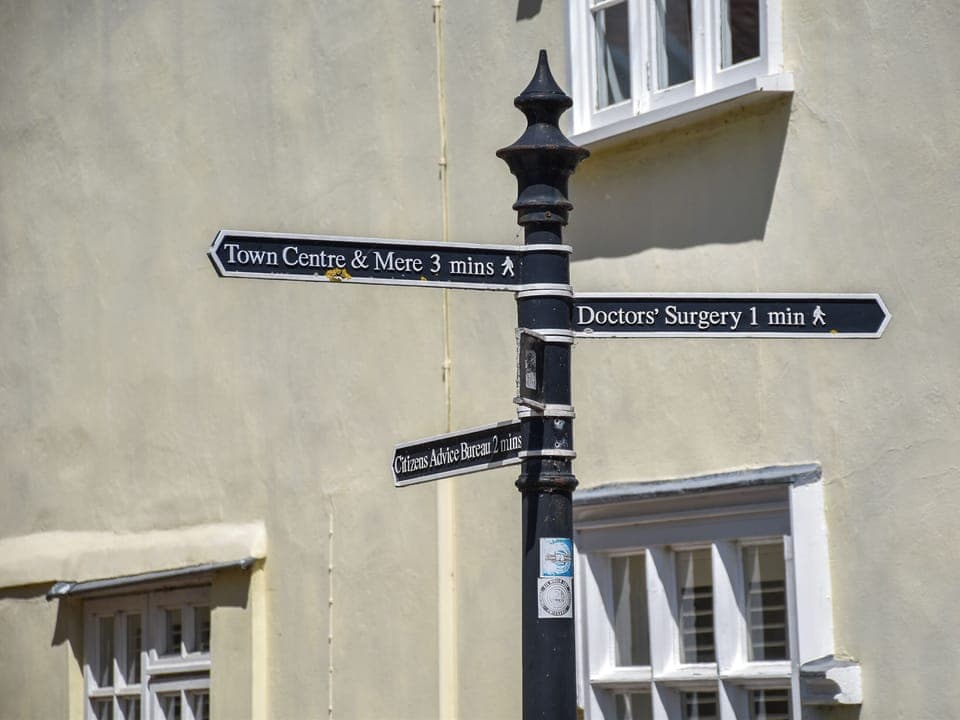 Town Centre & Mere 3 mins
Doctors' Surgery 1 min
Citizens Advice Bureau 2 mins